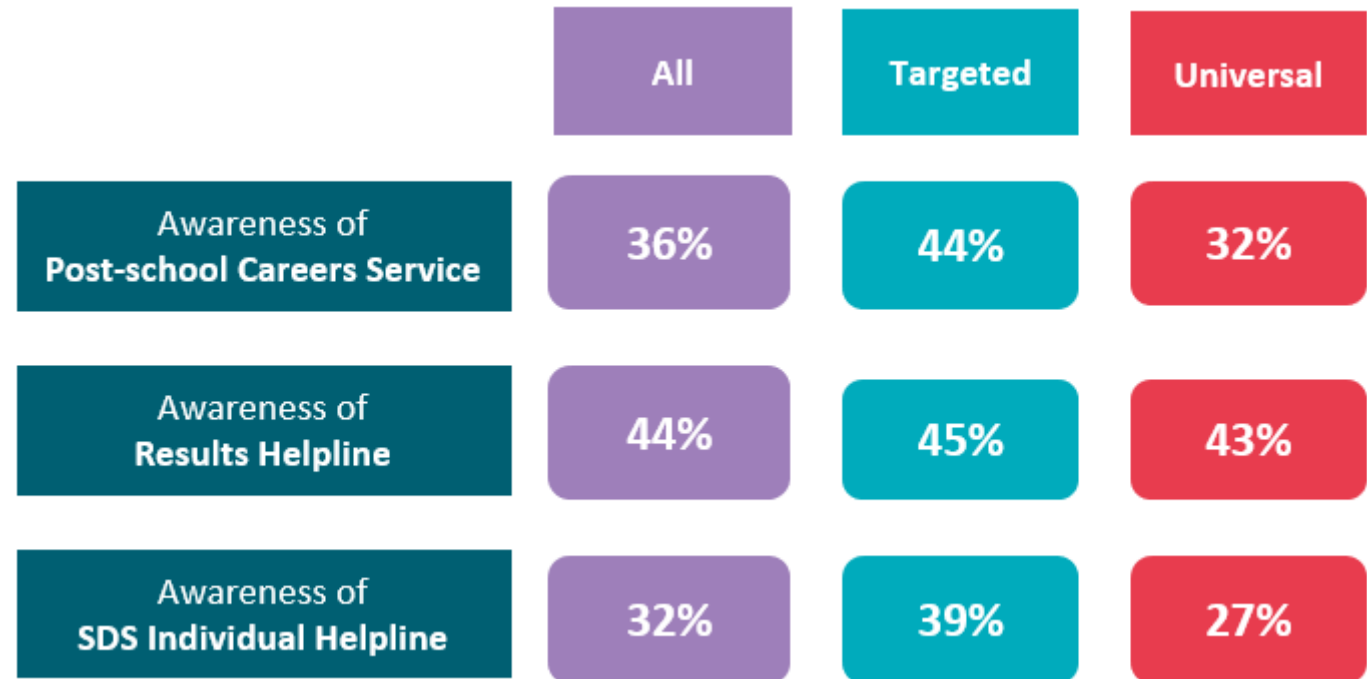 All Targeted Universal
Awareness of
Post-school Careers Service
36% 44% 32%
Awareness of
Results Helpline
44% 45% 43%
Awareness of
SDS Individual Helpline
32% 39% 27%